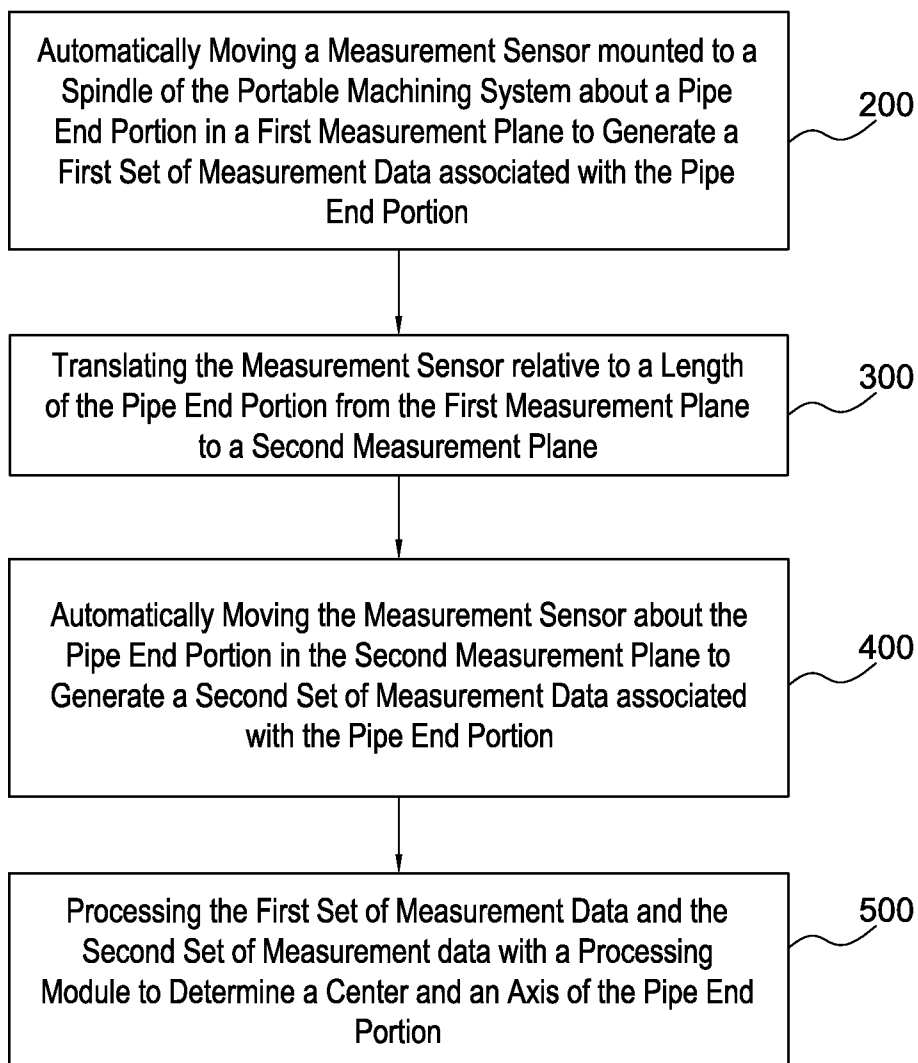 Automatically Moving a Measurement Sensor mounted to a
Spindle of the Portable Machining System about a Pipe
End Portion in a First Measurement Plane to Generate a
First Set of Measurement Data associated with the Pipe
End Portion
200
Translating the Measurement Sensor relative to a Length
of the Pipe End Portion from the First Measurement Plane
to a Second Measurement Plane
300
Automatically Moving the Measurement Sensor about the
Pipe End Portion in the Second Measurement Plane to
Generate a Second Set of Measurement Data associated
with the Pipe End Portion
400
Processing the First Set of Measurement Data and the
Second Set of Measurement data with a Processing
Module to Determine a Center and an Axis of the Pipe End
Portion
500